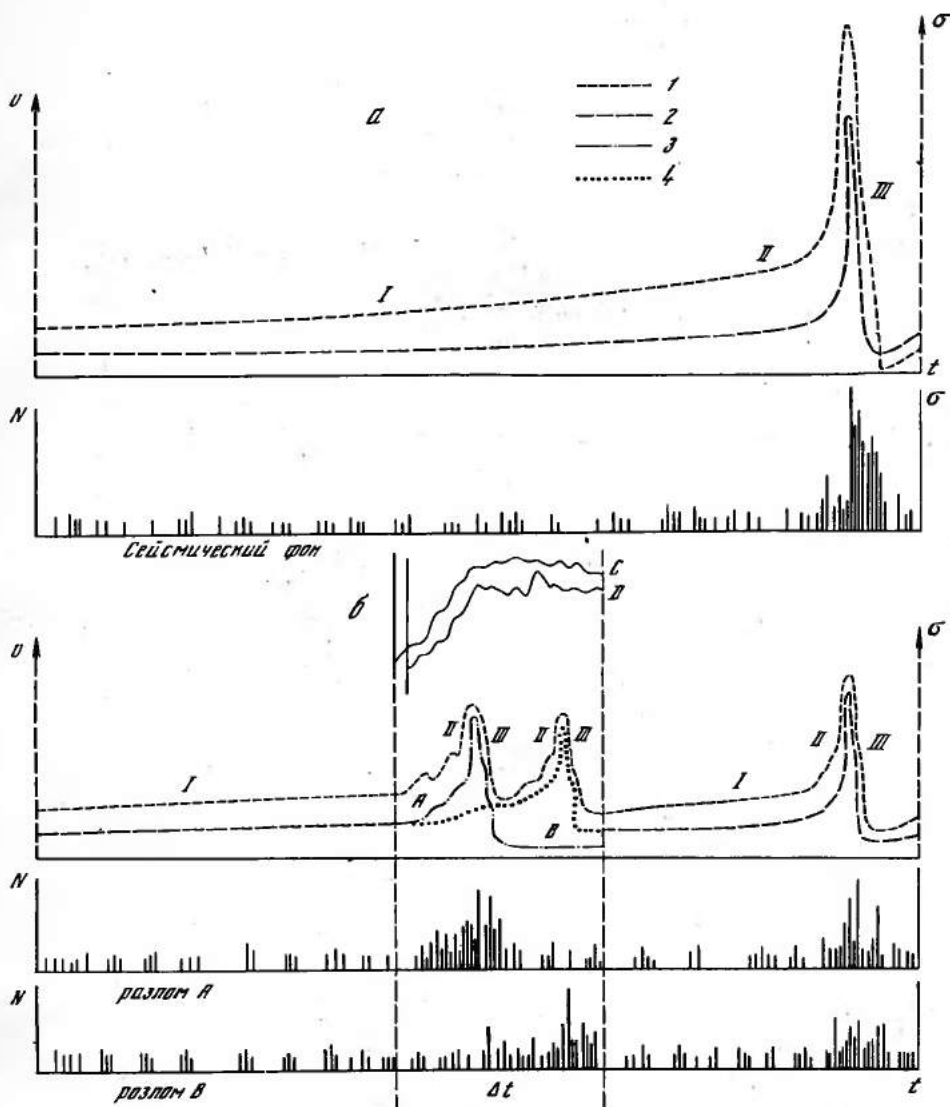 σ
υ
а
1
2
3
4
III
II
I
t
N
σ
Сейсмический фон
C
D
б
υ
σ
II
III
II
III
II
III
I
I
A
B
N
разлом A
N
разлом B
Δt
t